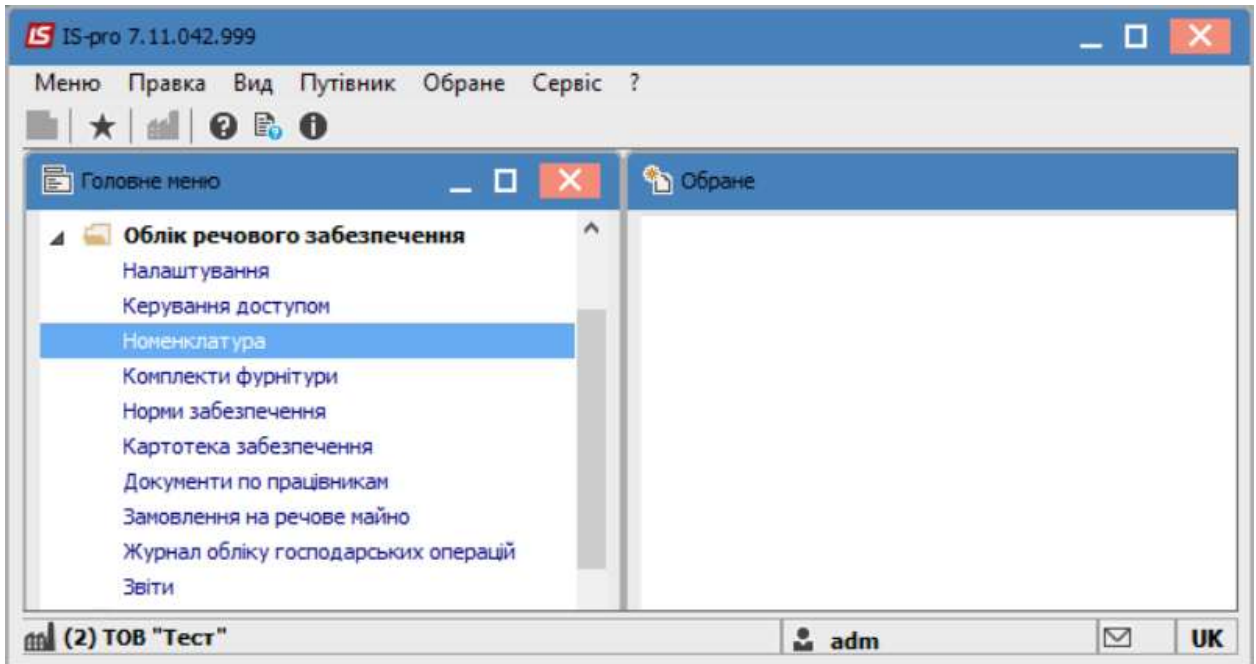 IS IS-pro 7.11.042.999
Меню Правка Вид Путівник Обране Сервіс ?
Головне меню
Обране
Облік речового забезпечення
Налаштування
Керування доступом
Номенклатура
Комплекти фурнітури
Норми забезпечення
Картотека забезпечення
Документи по працівникам
Замовлення на речове майно
Журнал обліку господарських операцій
Звіти
(2) ТОВ "Тест" adm UK